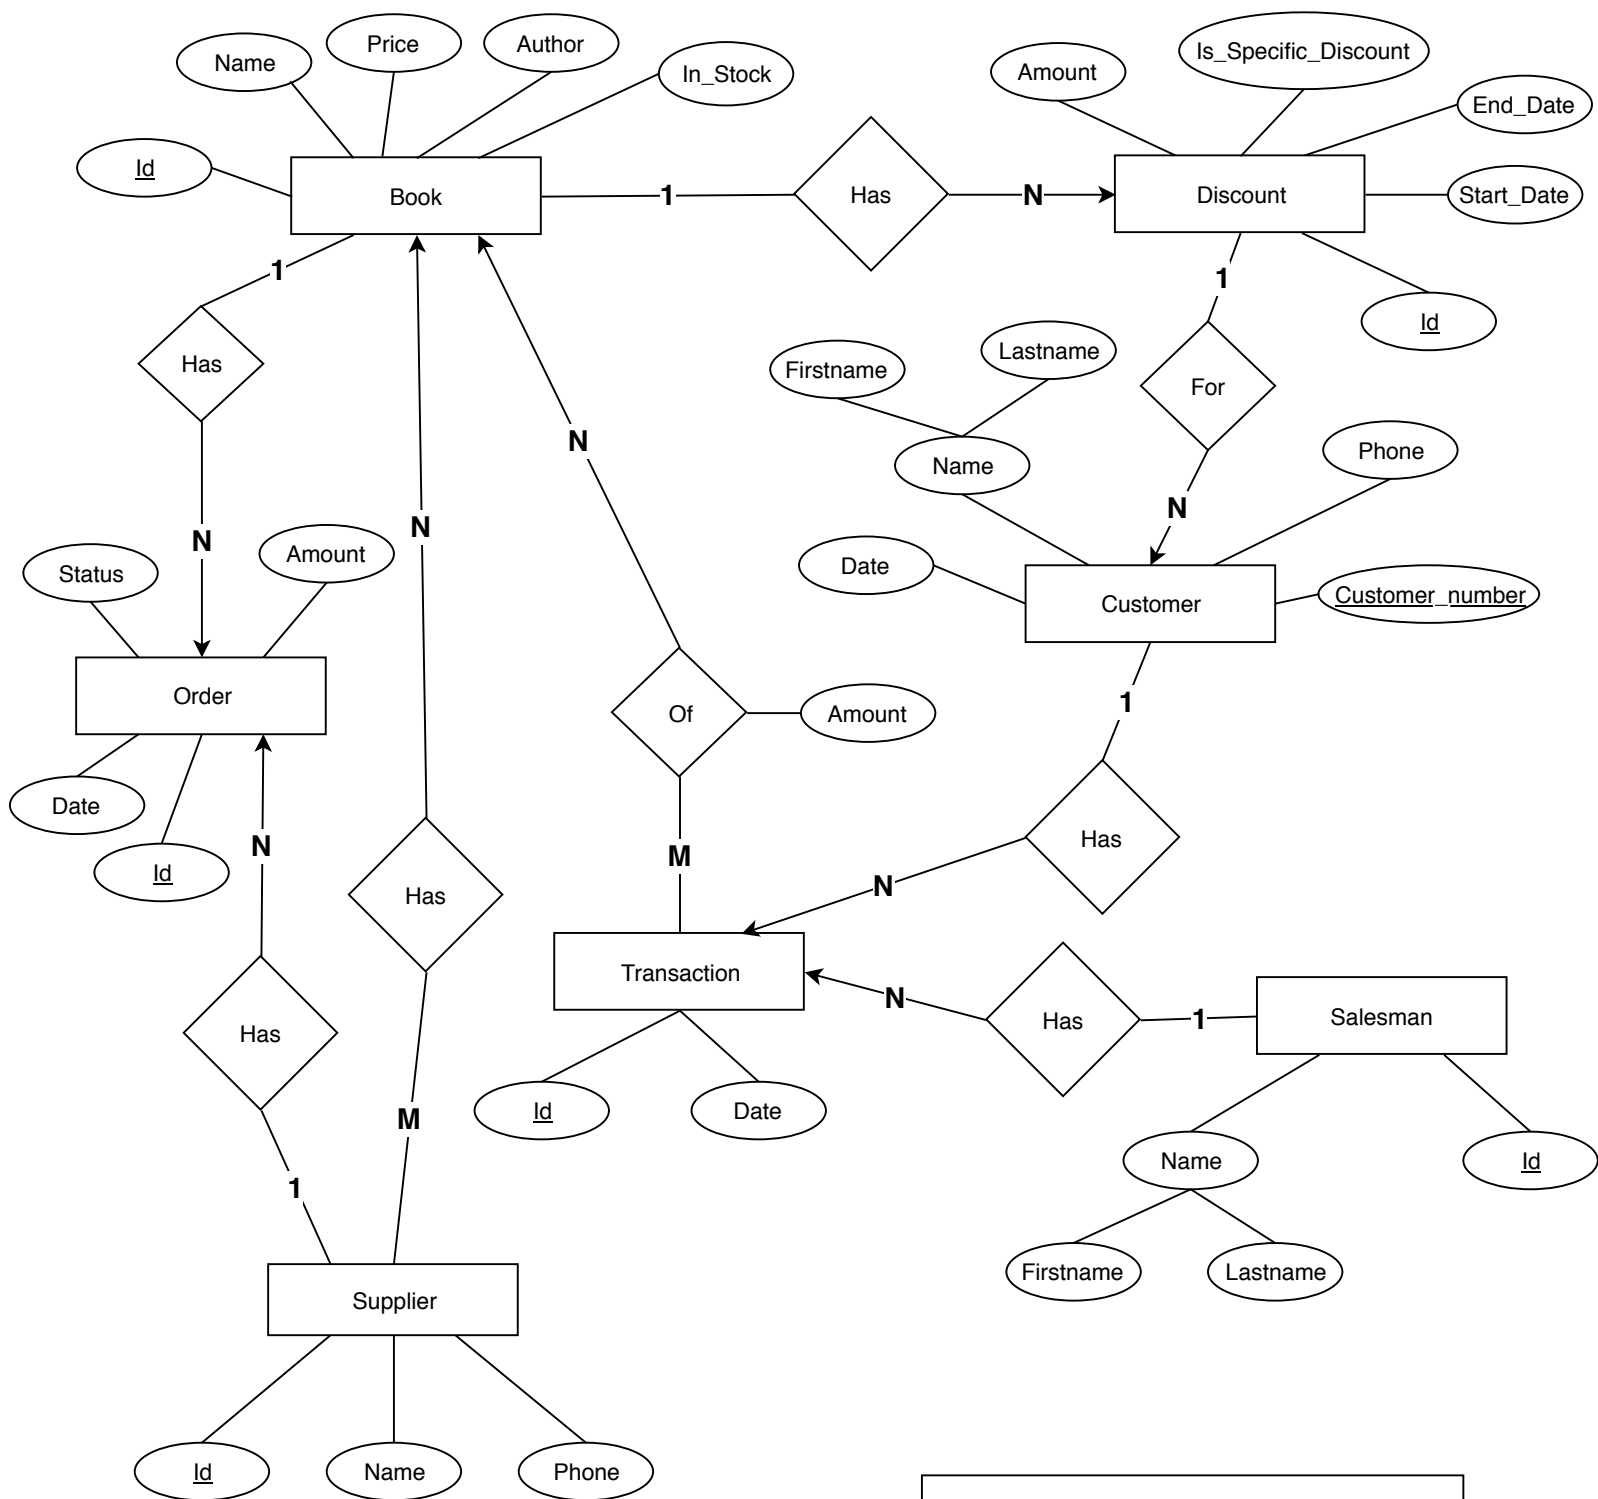 Name
Price
Author
In_Stock
Id
Book
1
Has
N
Discount
Amount
Is_Specific_Discount
End_Date
Start_Date
Id
1
For
N
1
Has
N
Status
Amount
Order
Date
Id
N
Has
1
N
Has
M
N
Of
Amount
M
Firstname
Lastname
Name
Phone
Date
Customer
Customer_number
1
Has
N
Transaction
Id
Date
N
Has
1
Salesman
Name
Id
Firstname
Lastname
Supplier
Id
Name
Phone